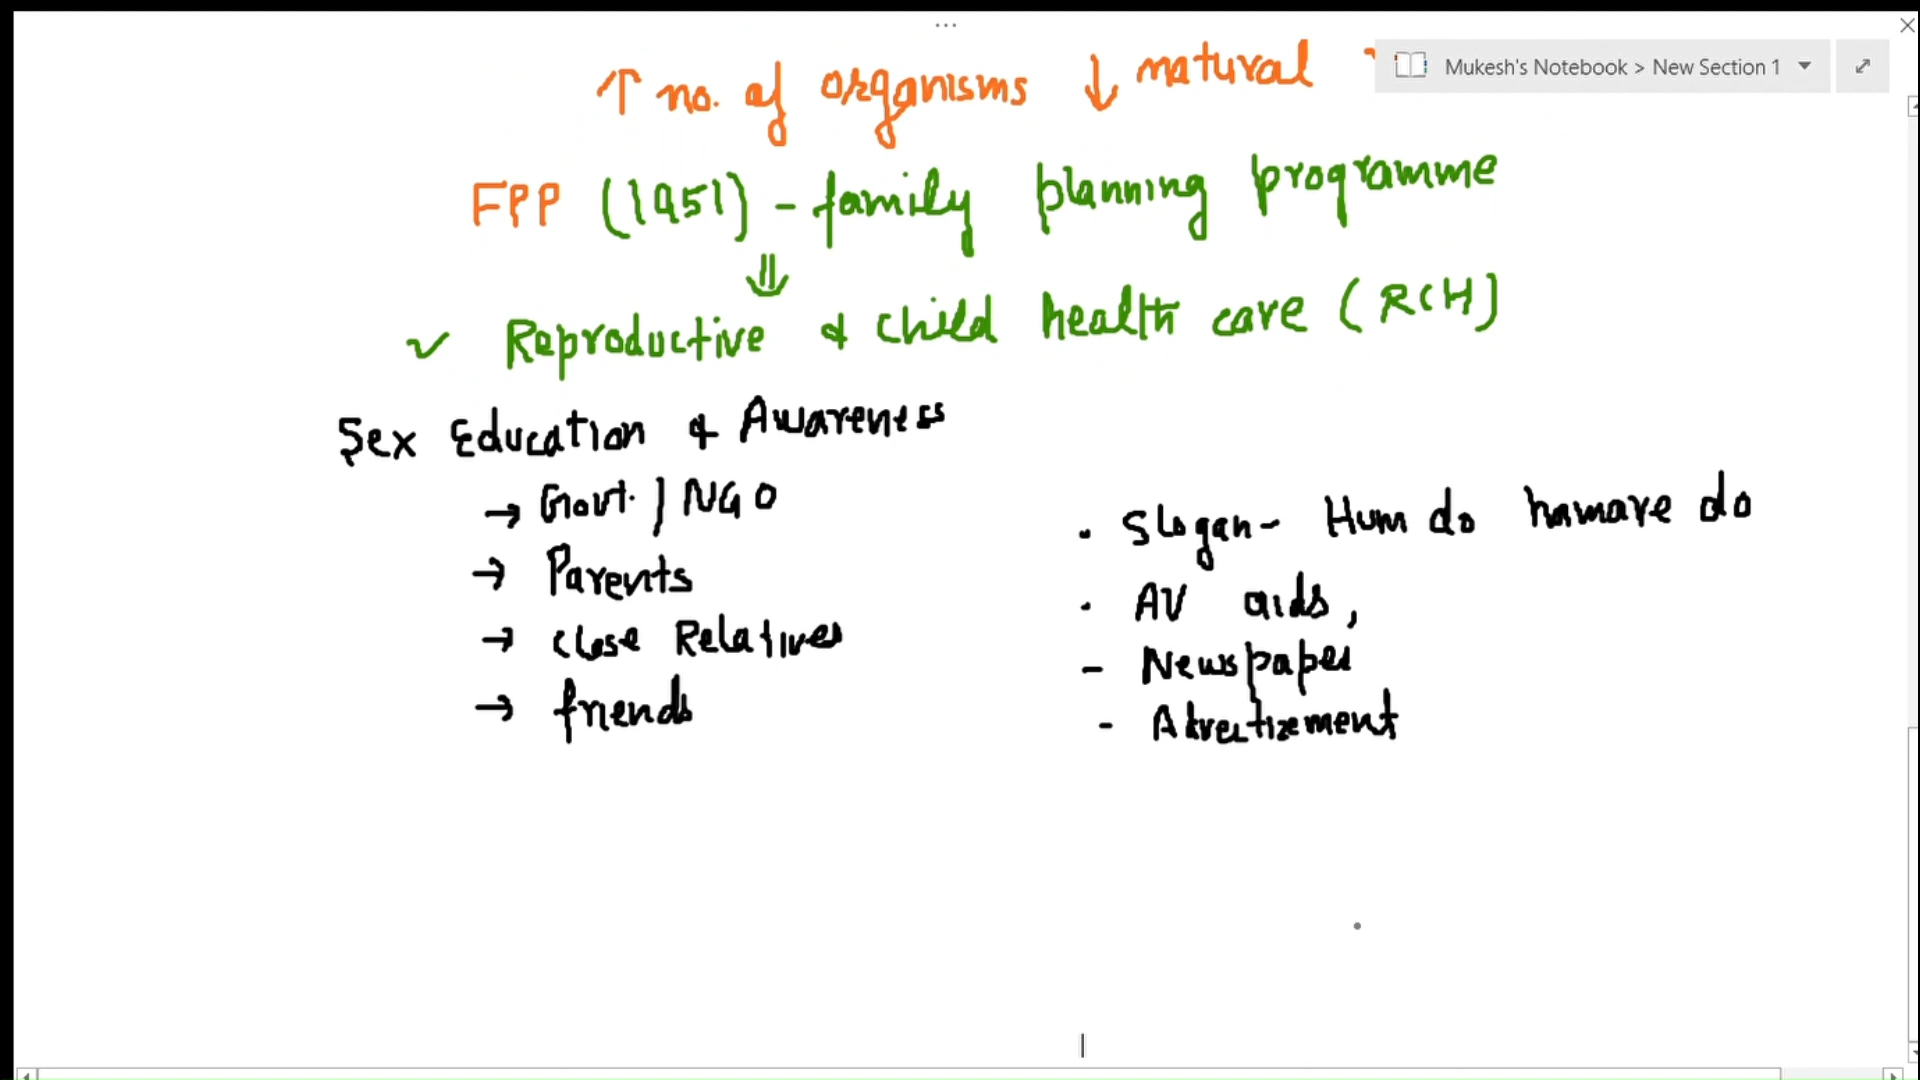 ...
↑ no. of organisms ↓ natural
Mukesh's Notebook > New Section 1
FPP (1951) - family planning programme
⇓
✓ Reproductive & child health care (RCH)
Sex Education & Awareness
→ Govt. / NGO
→ Parents
→ Close Relatives
→ friends
• Slogan - Hum do hamare do
• AV aids,
- Newspaper
- Advertizement